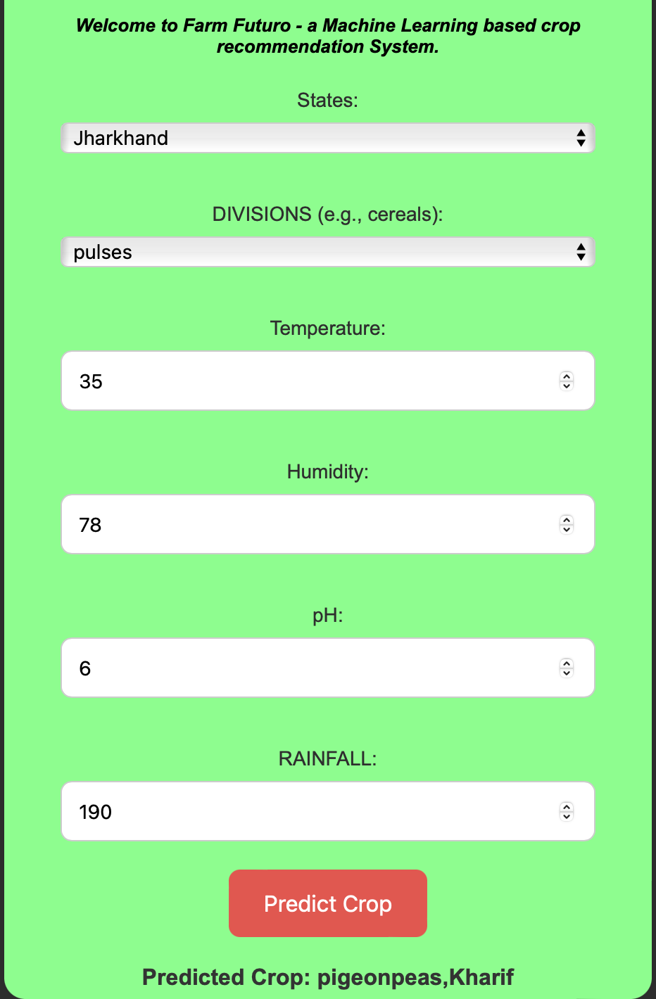 Welcome to Farm Futuro - a Machine Learning based crop
recommendation System.
States:
Jharkhand
DIVISIONS (e.g., cereals):
pulses
Temperature:
35
Humidity:
78
pH:
6
RAINFALL:
190
Predict Crop
Predicted Crop: pigeonpeas,Kharif